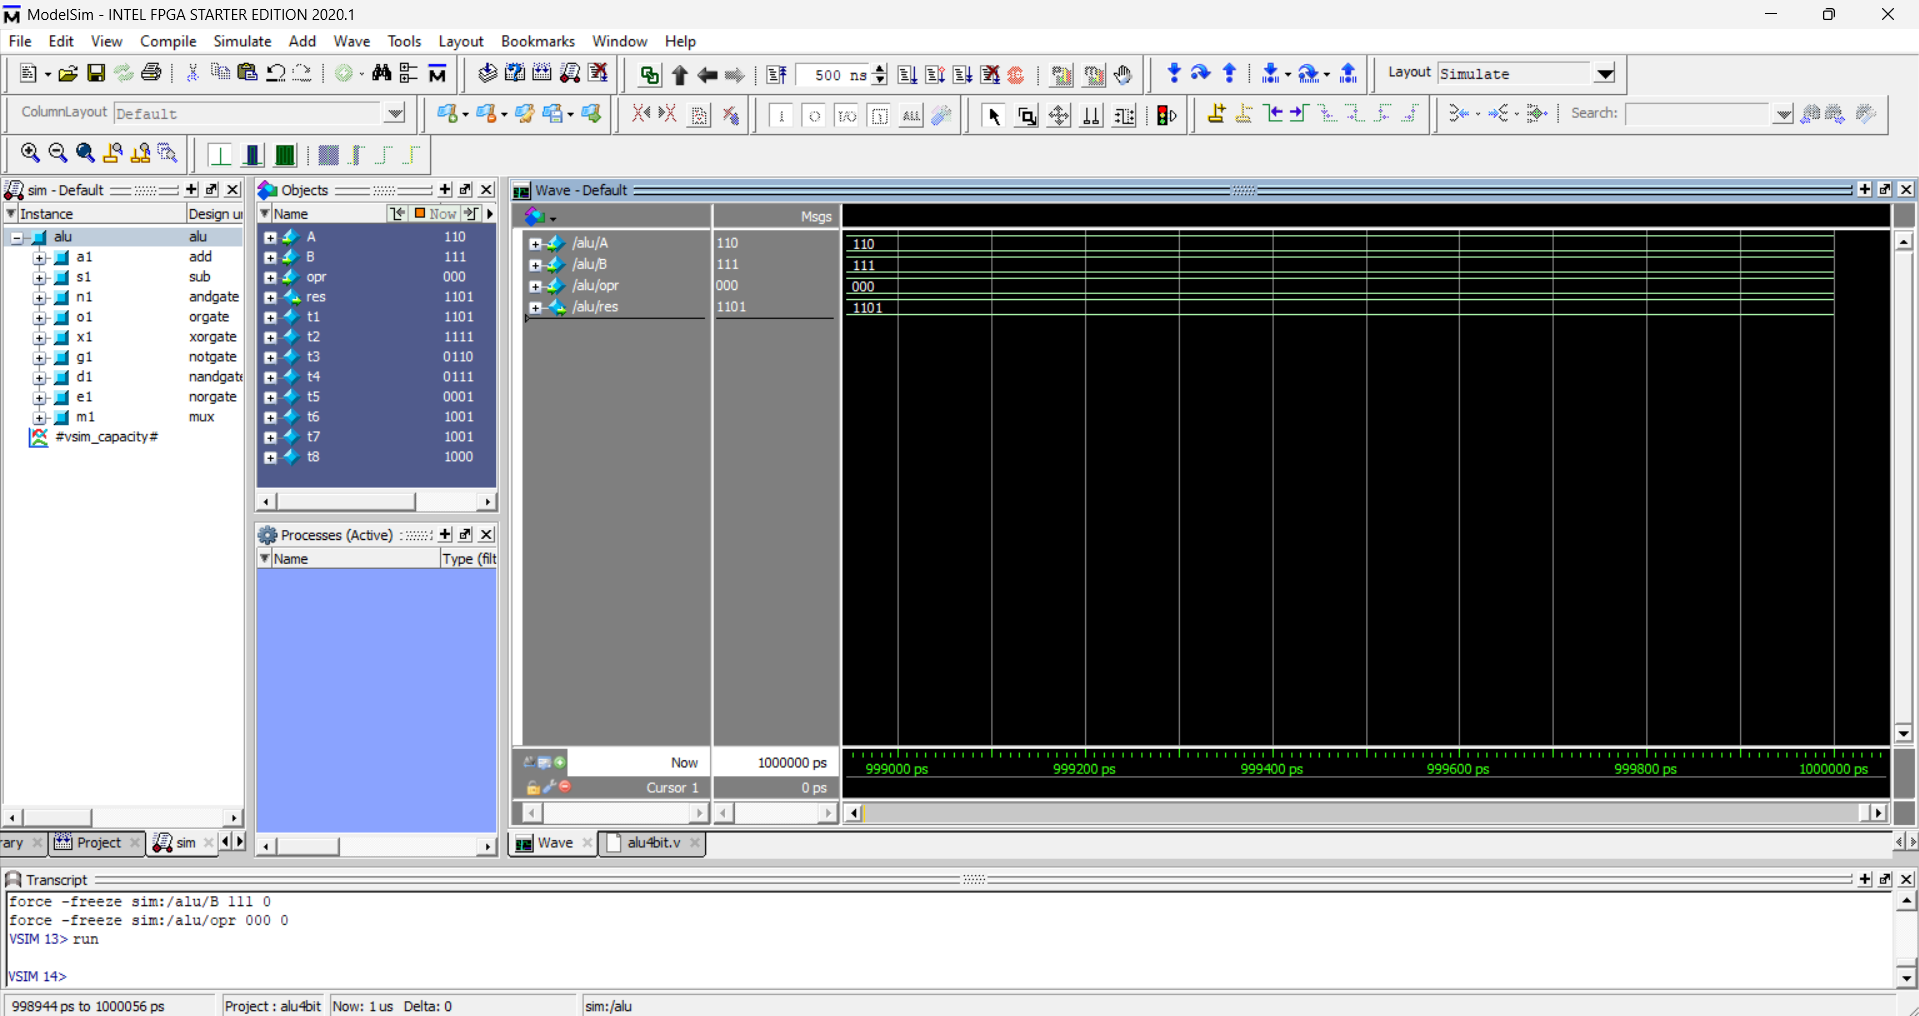 ModelSim - INTEL FPGA STARTER EDITION 2020.1
File Edit View Compile Simulate Add Wave Tools Layout Bookmarks Window Help
500 ns
Layout Simulate
ColumnLayout Default
I O I/O ALL
Search:
sim - Default
Instance Design u
alu alu
a1 add
s1 sub
n1 andgate
o1 orgate
x1 xorgate
g1 notgate
d1 nandgat
e1 norgate
m1 mux
#vsim_capacity#
Objects
Name Now
A 110
B 111
opr 000
res 1101
t1 1101
t2 1111
t3 0110
t4 0111
t5 0001
t6 1001
t7 1001
t8 1000
Processes (Active)
Name Type (filt
Wave - Default
Msgs
/alu/A 110 110
/alu/B 111 111
/alu/opr 000 000
/alu/res 1101 1101
Now 1000000 ps
999000 ps 999200 ps 999400 ps 999600 ps 999800 ps 1000000 ps
Cursor 1 0 ps
rary Project sim
Wave alu4bit.v
Transcript
force -freeze sim:/alu/B 111 0
force -freeze sim:/alu/opr 000 0
VSIM 13> run
VSIM 14>
998944 ps to 1000056 ps Project : alu4bit Now: 1 us Delta: 0 sim:/alu